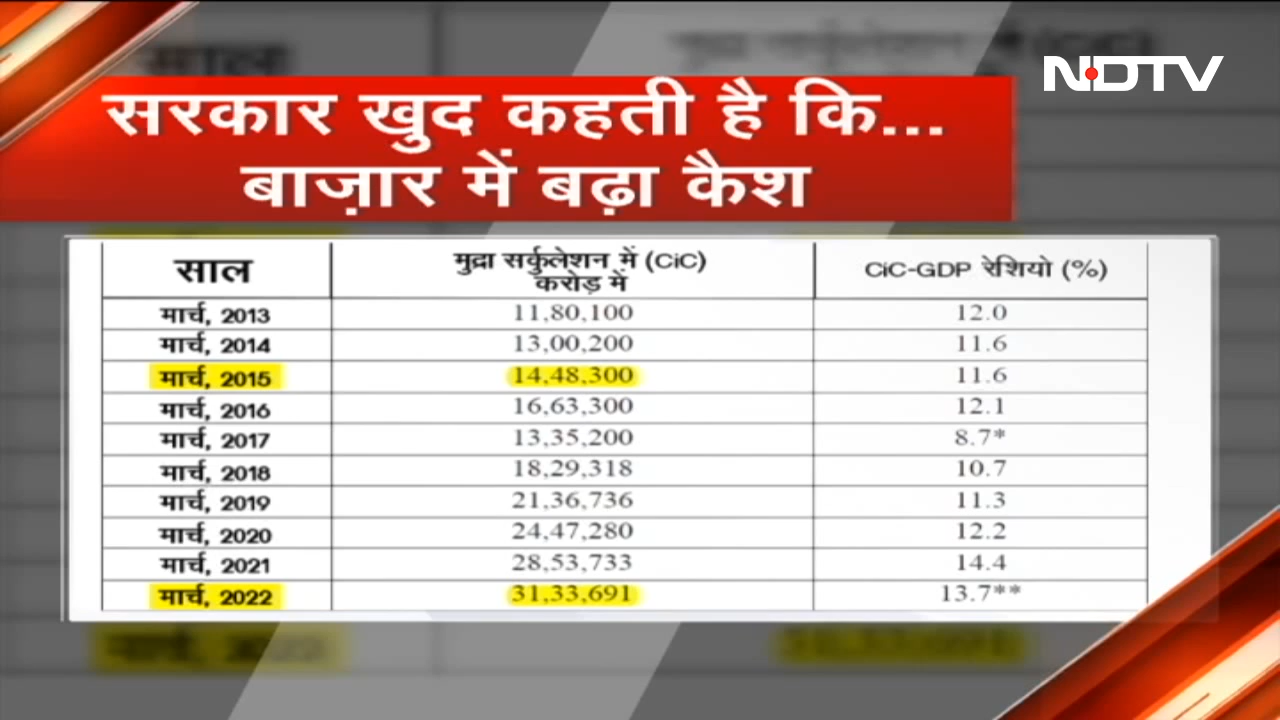 NDTV
सरकार खुद कहती है कि...
बाज़ार में बढ़ा कैश
साल | मुद्रा सर्कुलेशन में (CiC) करोड़ में | CiC-GDP रेशियो (%)
मार्च, 2013 | 11,80,100 | 12.0
मार्च, 2014 | 13,00,200 | 11.6
मार्च, 2015 | 14,48,300 | 11.6
मार्च, 2016 | 16,63,300 | 12.1
मार्च, 2017 | 13,35,200 | 8.7*
मार्च, 2018 | 18,29,318 | 10.7
मार्च, 2019 | 21,36,736 | 11.3
मार्च, 2020 | 24,47,280 | 12.2
मार्च, 2021 | 28,53,733 | 14.4
मार्च, 2022 | 31,33,691 | 13.7**